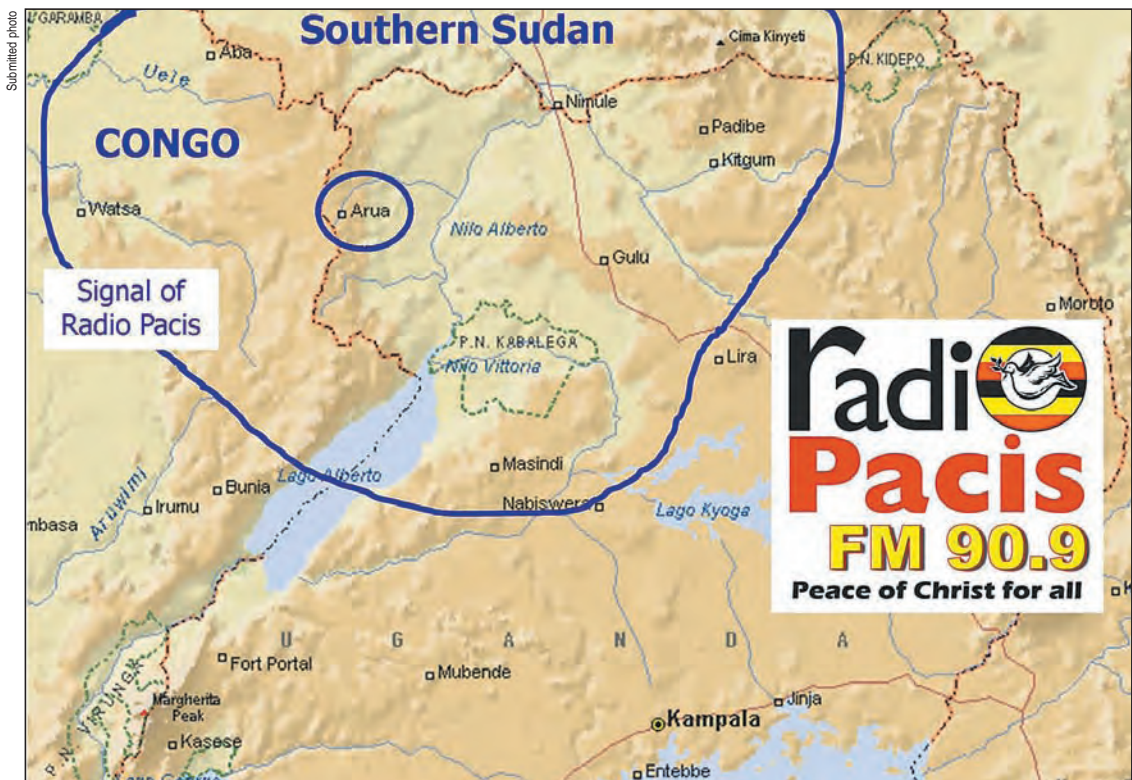 Submitted photo
U'GARAMBA
Southern Sudan
Cima Kinyeti
Aba
P.N. KIDEPO
Uele
Nimule
CONGO
Padibe
Kitgum
Watsa
Arua
Nilo Alberto
Gulu
Signal of
Radio Pacis
Moroto
P.N. KABALEGA
Lira
Nilo Vittoria
radio
Pacis
FM 90.9
Peace of Christ for all
Masindi
Lago Alberto
Bunia
Nabiswera
Aruwimi
Irumu
Lago Kyoga
mbasa
K
UGANDA
Fort Portal
Mubende
P.N. VIRUNGA
Margherita
Peak
Jinja
Kampala
Kasese
Entebbe